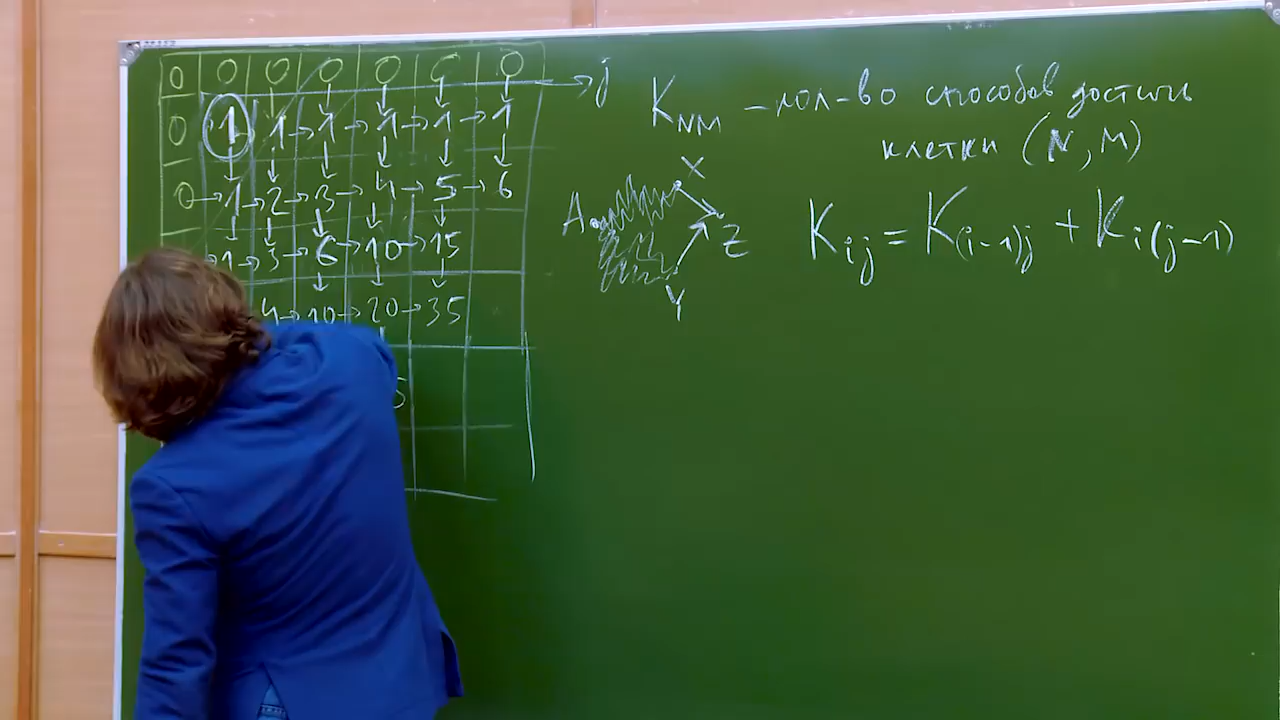 0 0 0 0 0 0 0
→ j
0 1 → 1 → 1 → 1 → 1 → 1
0 → 1 → 2 → 3 → 4 → 5 → 6
1 → 3 → 6 → 10 → 15
4 → 10 → 20 → 35
5
K_NM – кол-во способов достичь
клетки (N, M)
X
A
Z
Y
K_ij = K_(i-1)j + K_i(j-1)